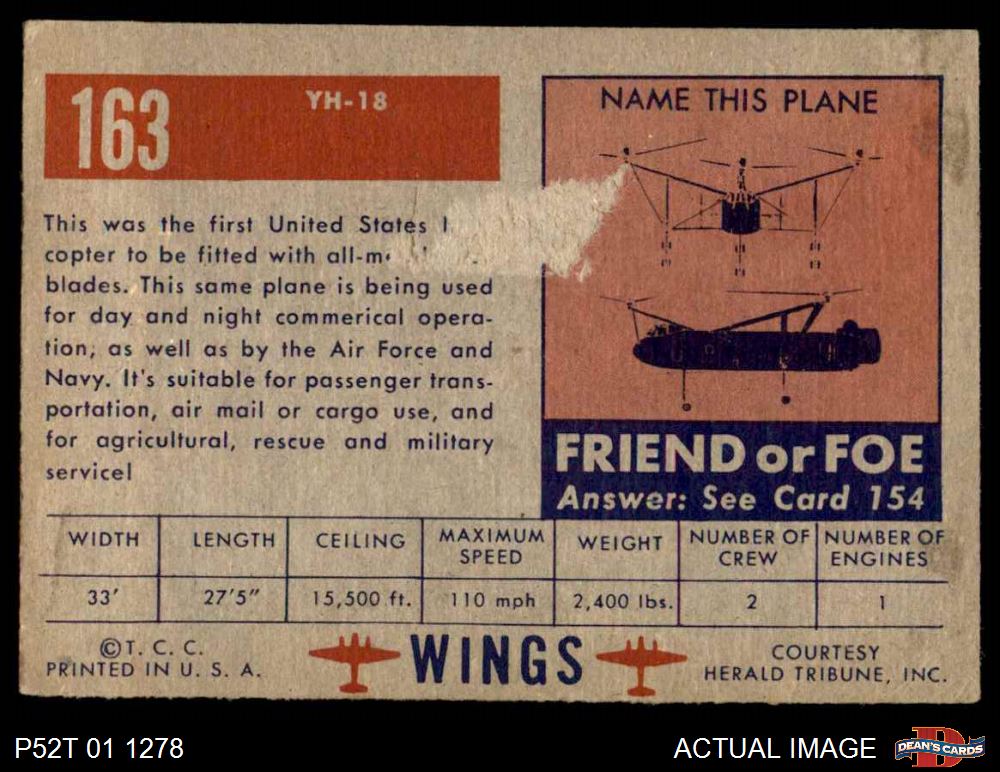 163
YH-18
This was the first United States
copter to be fitted with
blades. This same plane is being used
for day and night commerical opera-
tion, as well as by the Air Force and
Navy. It's suitable for passenger trans-
portation, air mail or cargo use, and
for agricultural, rescue and military
service!
NAME THIS PLANE
FRIEND or FOE
Answer: See Card 154
WIDTH LENGTH CEILING MAXIMUM SPEED WEIGHT NUMBER OF CREW NUMBER OF ENGINES
33' 27'5" 15,500 ft. 110 mph 2,400 lbs. 2 1
©T. C. C.
PRINTED IN U. S. A.
WINGS
COURTESY
HERALD TRIBUNE, INC.
P52T 01 1278
ACTUAL IMAGE
D
DEAN'S CARDS